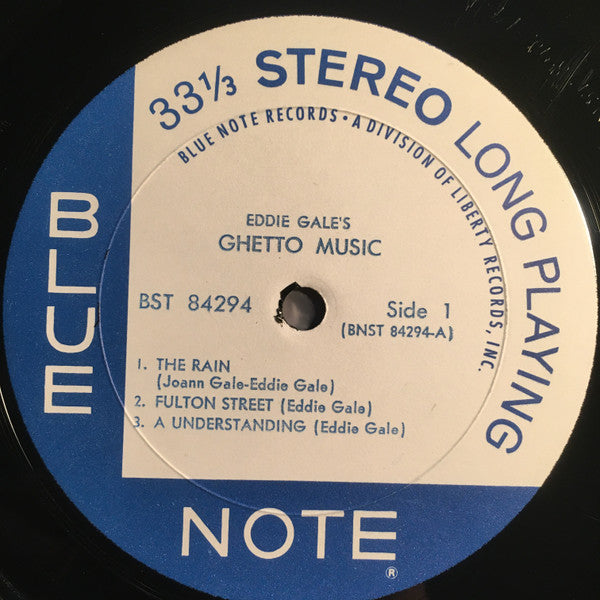 33⅓ STEREO LONG PLAYING
BLUE NOTE RECORDS • A DIVISION OF LIBERTY RECORDS, INC.
EDDIE GALE'S
GHETTO MUSIC
BST 84294
Side 1
(BNST 84294-A)
1. THE RAIN
(Joann Gale-Eddie Gale)
2. FULTON STREET (Eddie Gale)
3. A UNDERSTANDING (Eddie Gale)
BLUE
NOTE®